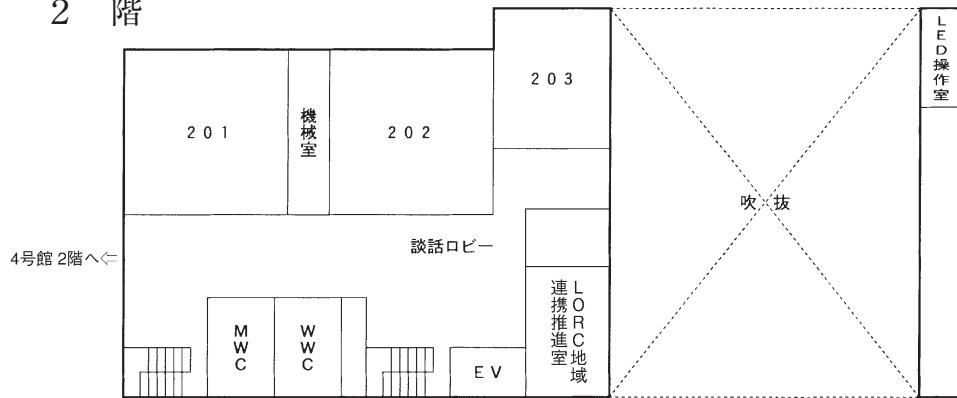 2 階
LED操作室
203
201
機械室
202
吹 抜
談話ロビー
4号館 2階へ⇐
LORC地域
連携推進室
MWC
WWC
EV